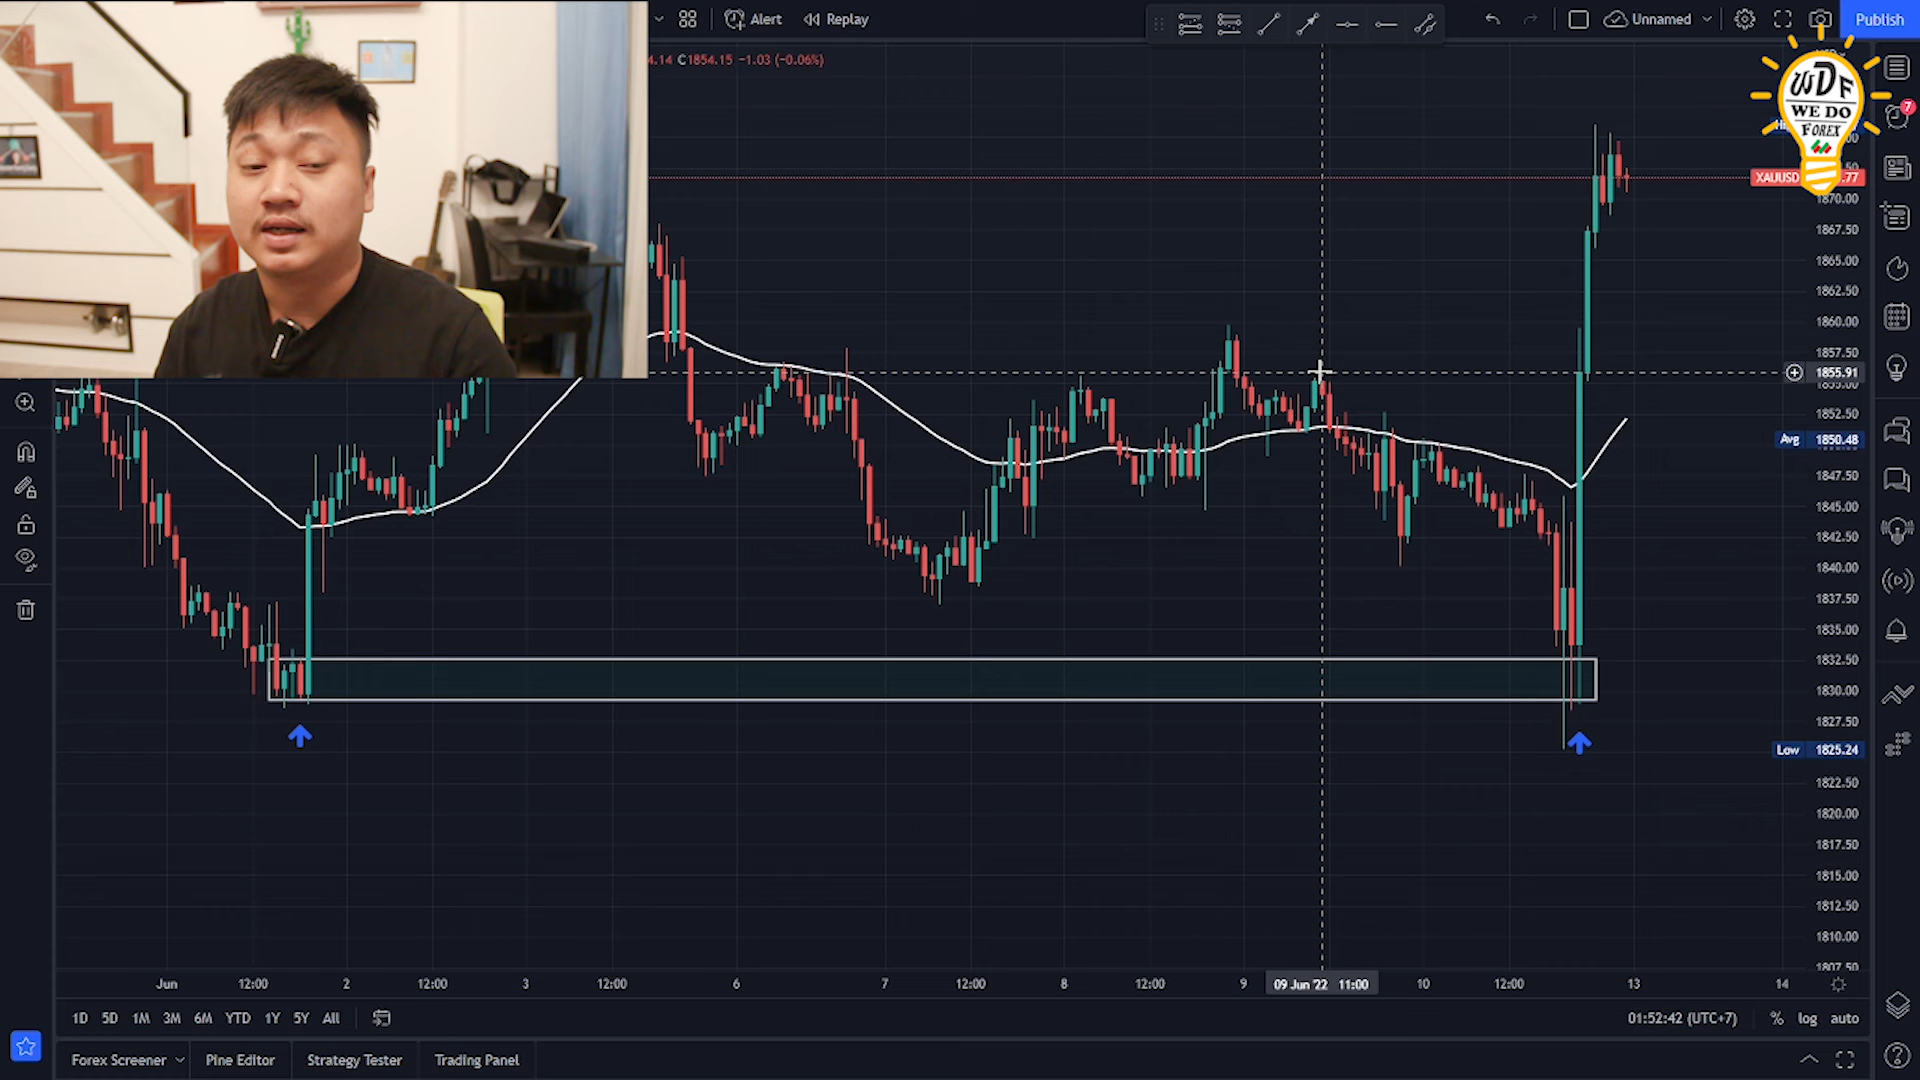 Alert
Replay
Unnamed
Publish
4.14 C1854.15 −1.03 (−0.06%)
WDF
WE DO
FOREX
7
XAUUSD
.77
1870.00
1867.50
1865.00
1862.50
1860.00
1857.50
1855.91
1855.00
1852.50
Avg 1850.48
1847.50
1845.00
1842.50
1840.00
1837.50
1835.00
1832.50
1830.00
1827.50
Low 1825.24
1822.50
1820.00
1817.50
1815.00
1812.50
1810.00
1807.50
Jun 12:00 2 12:00 3 12:00 6 7 12:00 8 12:00 9 09 Jun '22 11:00 10 12:00 13 14
1D 5D 1M 3M 6M YTD 1Y 5Y All
01:52:42 (UTC+7) % log auto
Forex Screener Pine Editor Strategy Tester Trading Panel